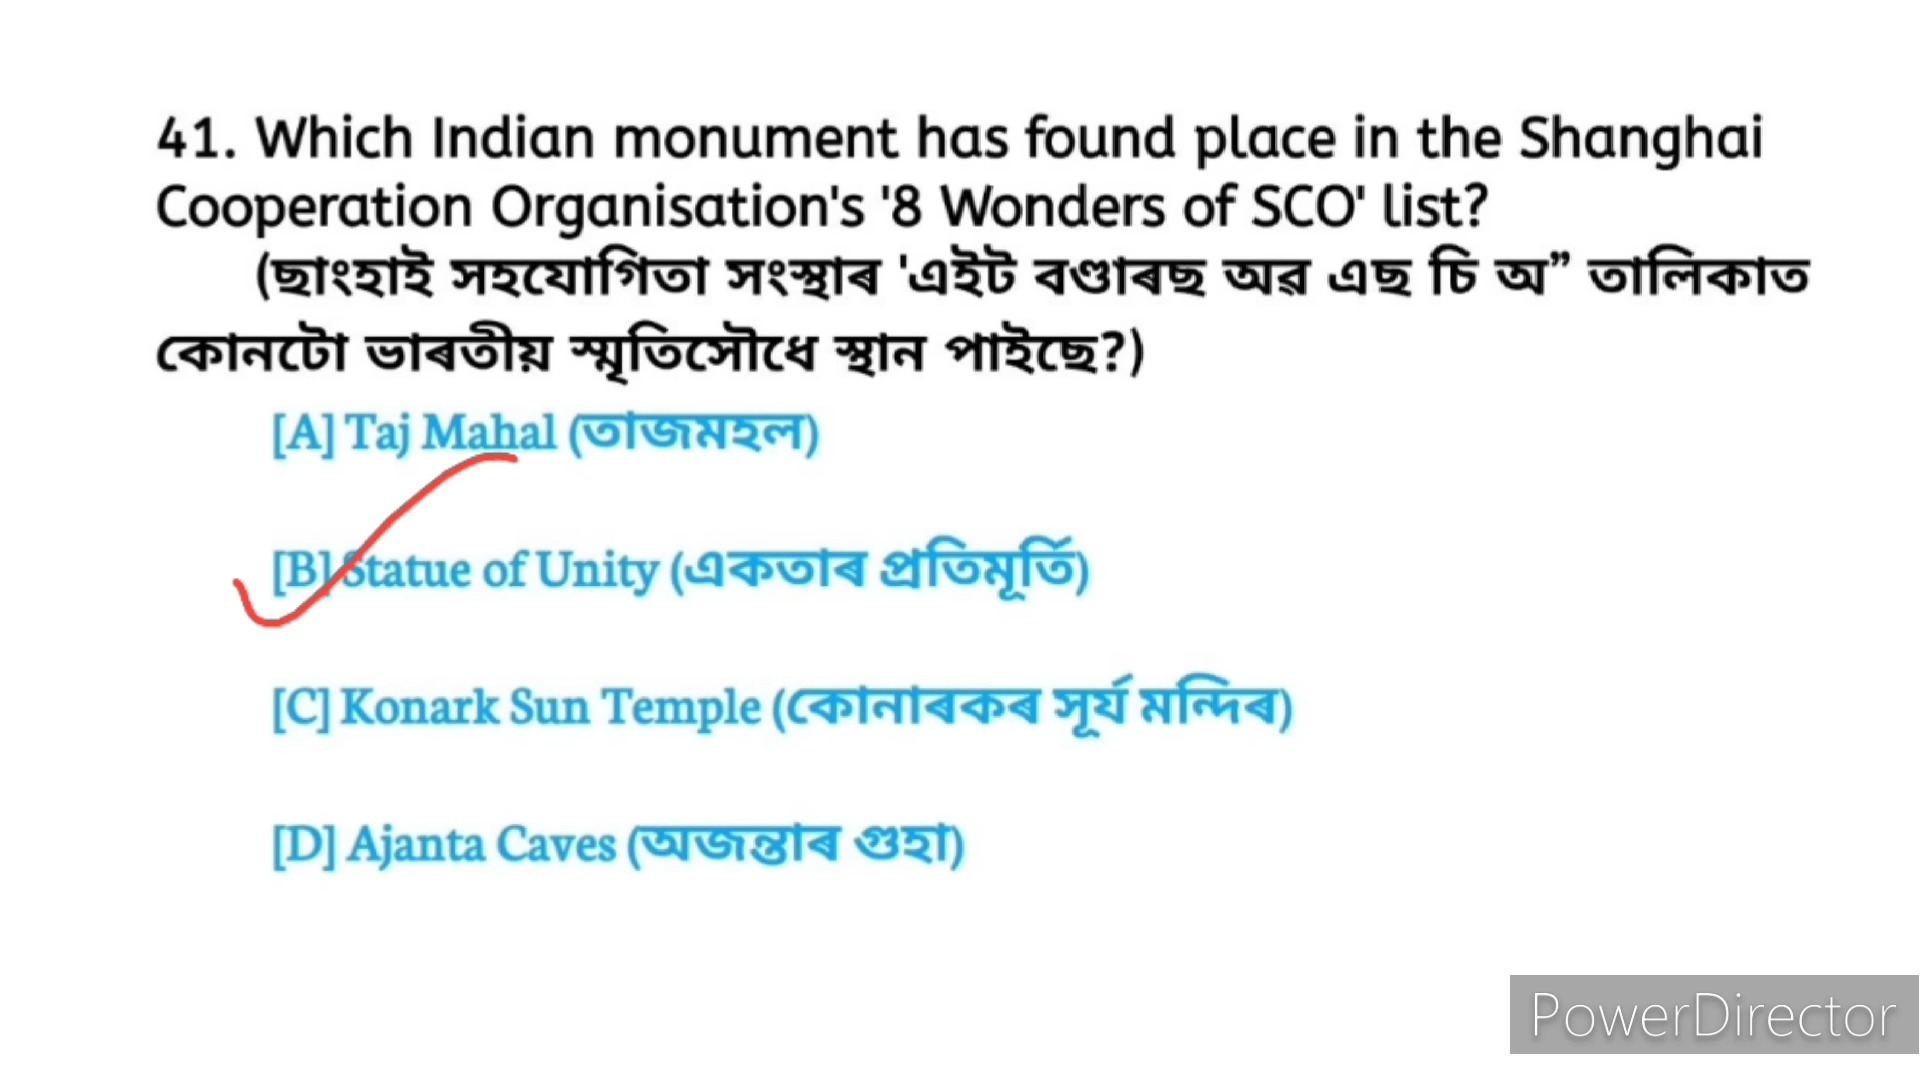 41. Which Indian monument has found place in the Shanghai
Cooperation Organisation's '8 Wonders of SCO' list?
(ছাংহাই সহযোগিতা সংস্থাৰ 'এইট বণ্ডাৰছ অৱ এছ চি অ” তালিকাত
কোনটো ভাৰতীয় স্মৃতিসৌধে স্থান পাইছে?)
[A] Taj Mahal (তাজমহল)
[B] Statue of Unity (একতাৰ প্ৰতিমূৰ্তি)
[C] Konark Sun Temple (কোনাৰকৰ সূৰ্য মন্দিৰ)
[D] Ajanta Caves (অজন্তাৰ গুহা)
PowerDirector